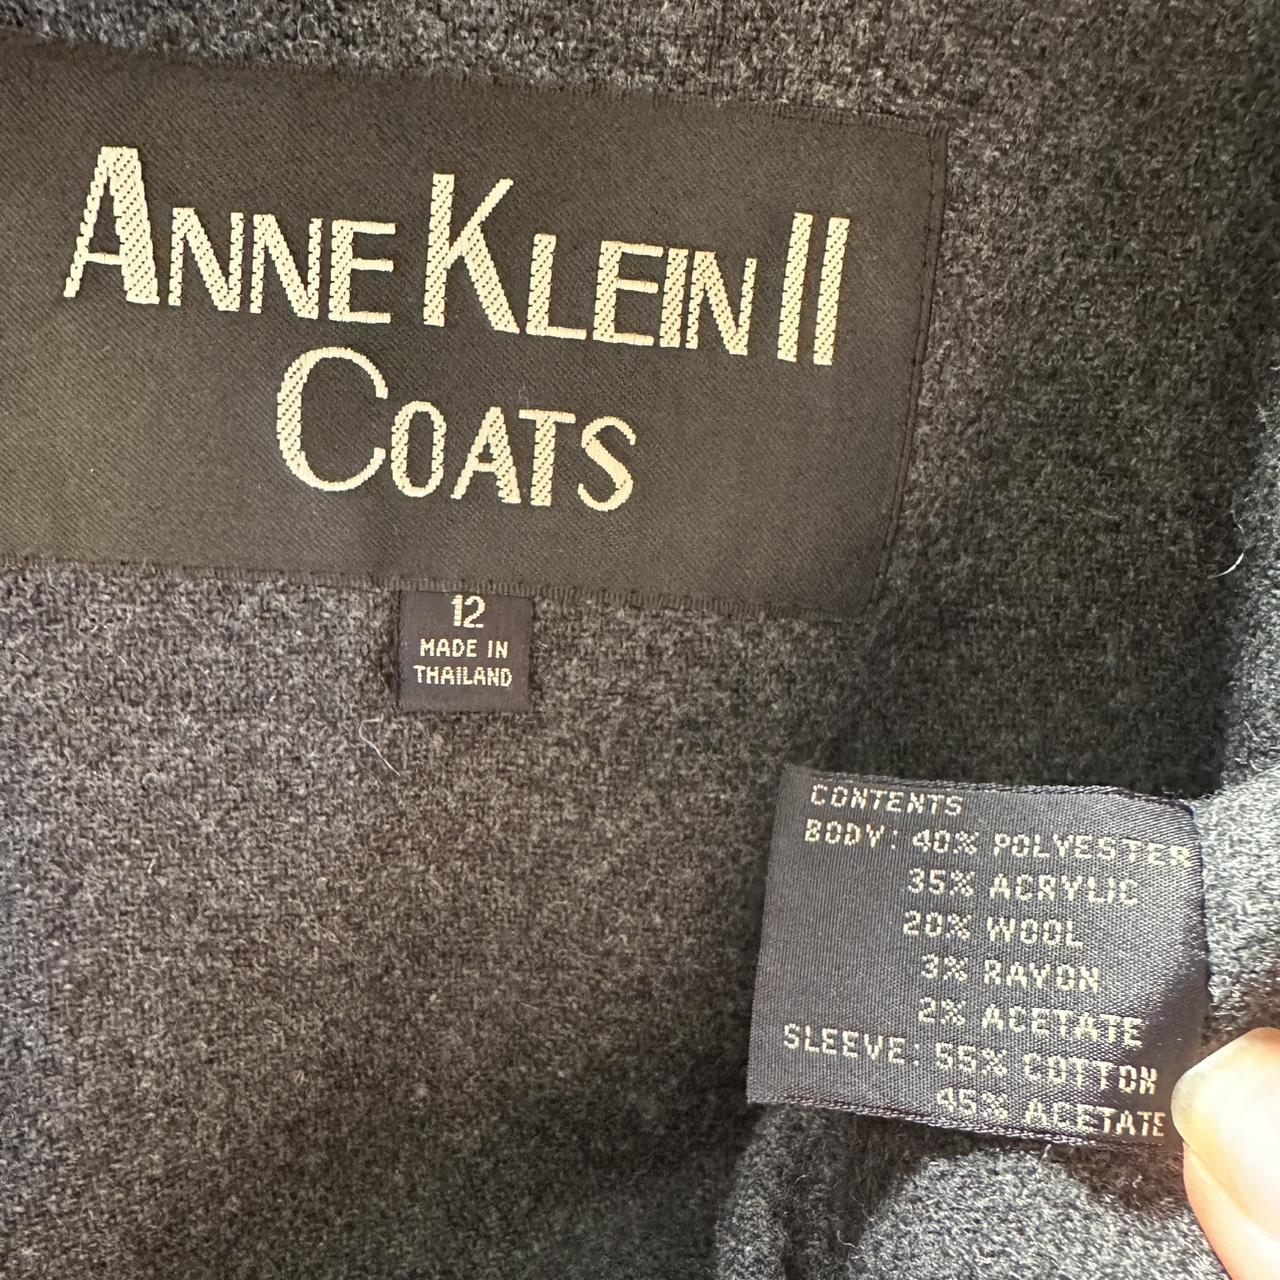 ANNE KLEIN II
COATS
12
MADE IN
THAILAND
CONTENTS
BODY: 40% POLYESTER
35% ACRYLIC
20% WOOL
3% RAYON
2% ACETATE
SLEEVE: 55% COTTON
45% ACETATE